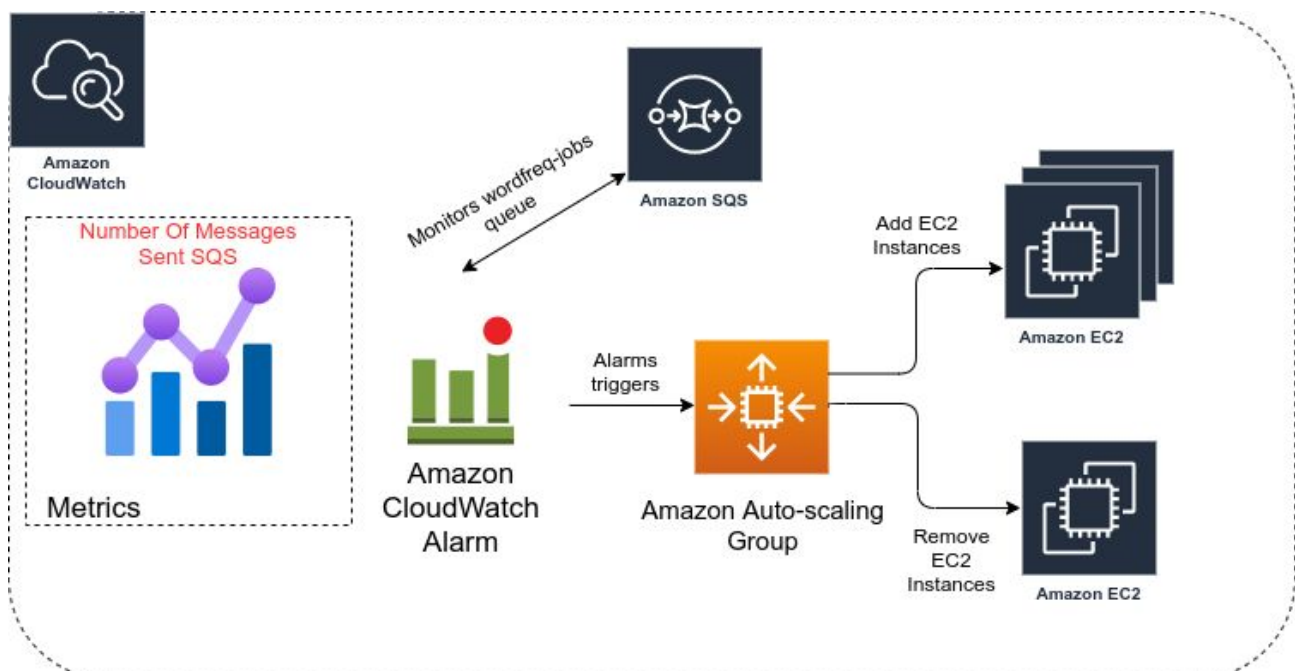 Amazon
CloudWatch
Number Of Messages
Sent SQS
Metrics
Monitors wordfreq-jobs
queue
Amazon SQS
Amazon
CloudWatch
Alarm
Alarms
triggers
Amazon Auto-scaling
Group
Add EC2
Instances
Amazon EC2
Remove
EC2
Instances
Amazon EC2